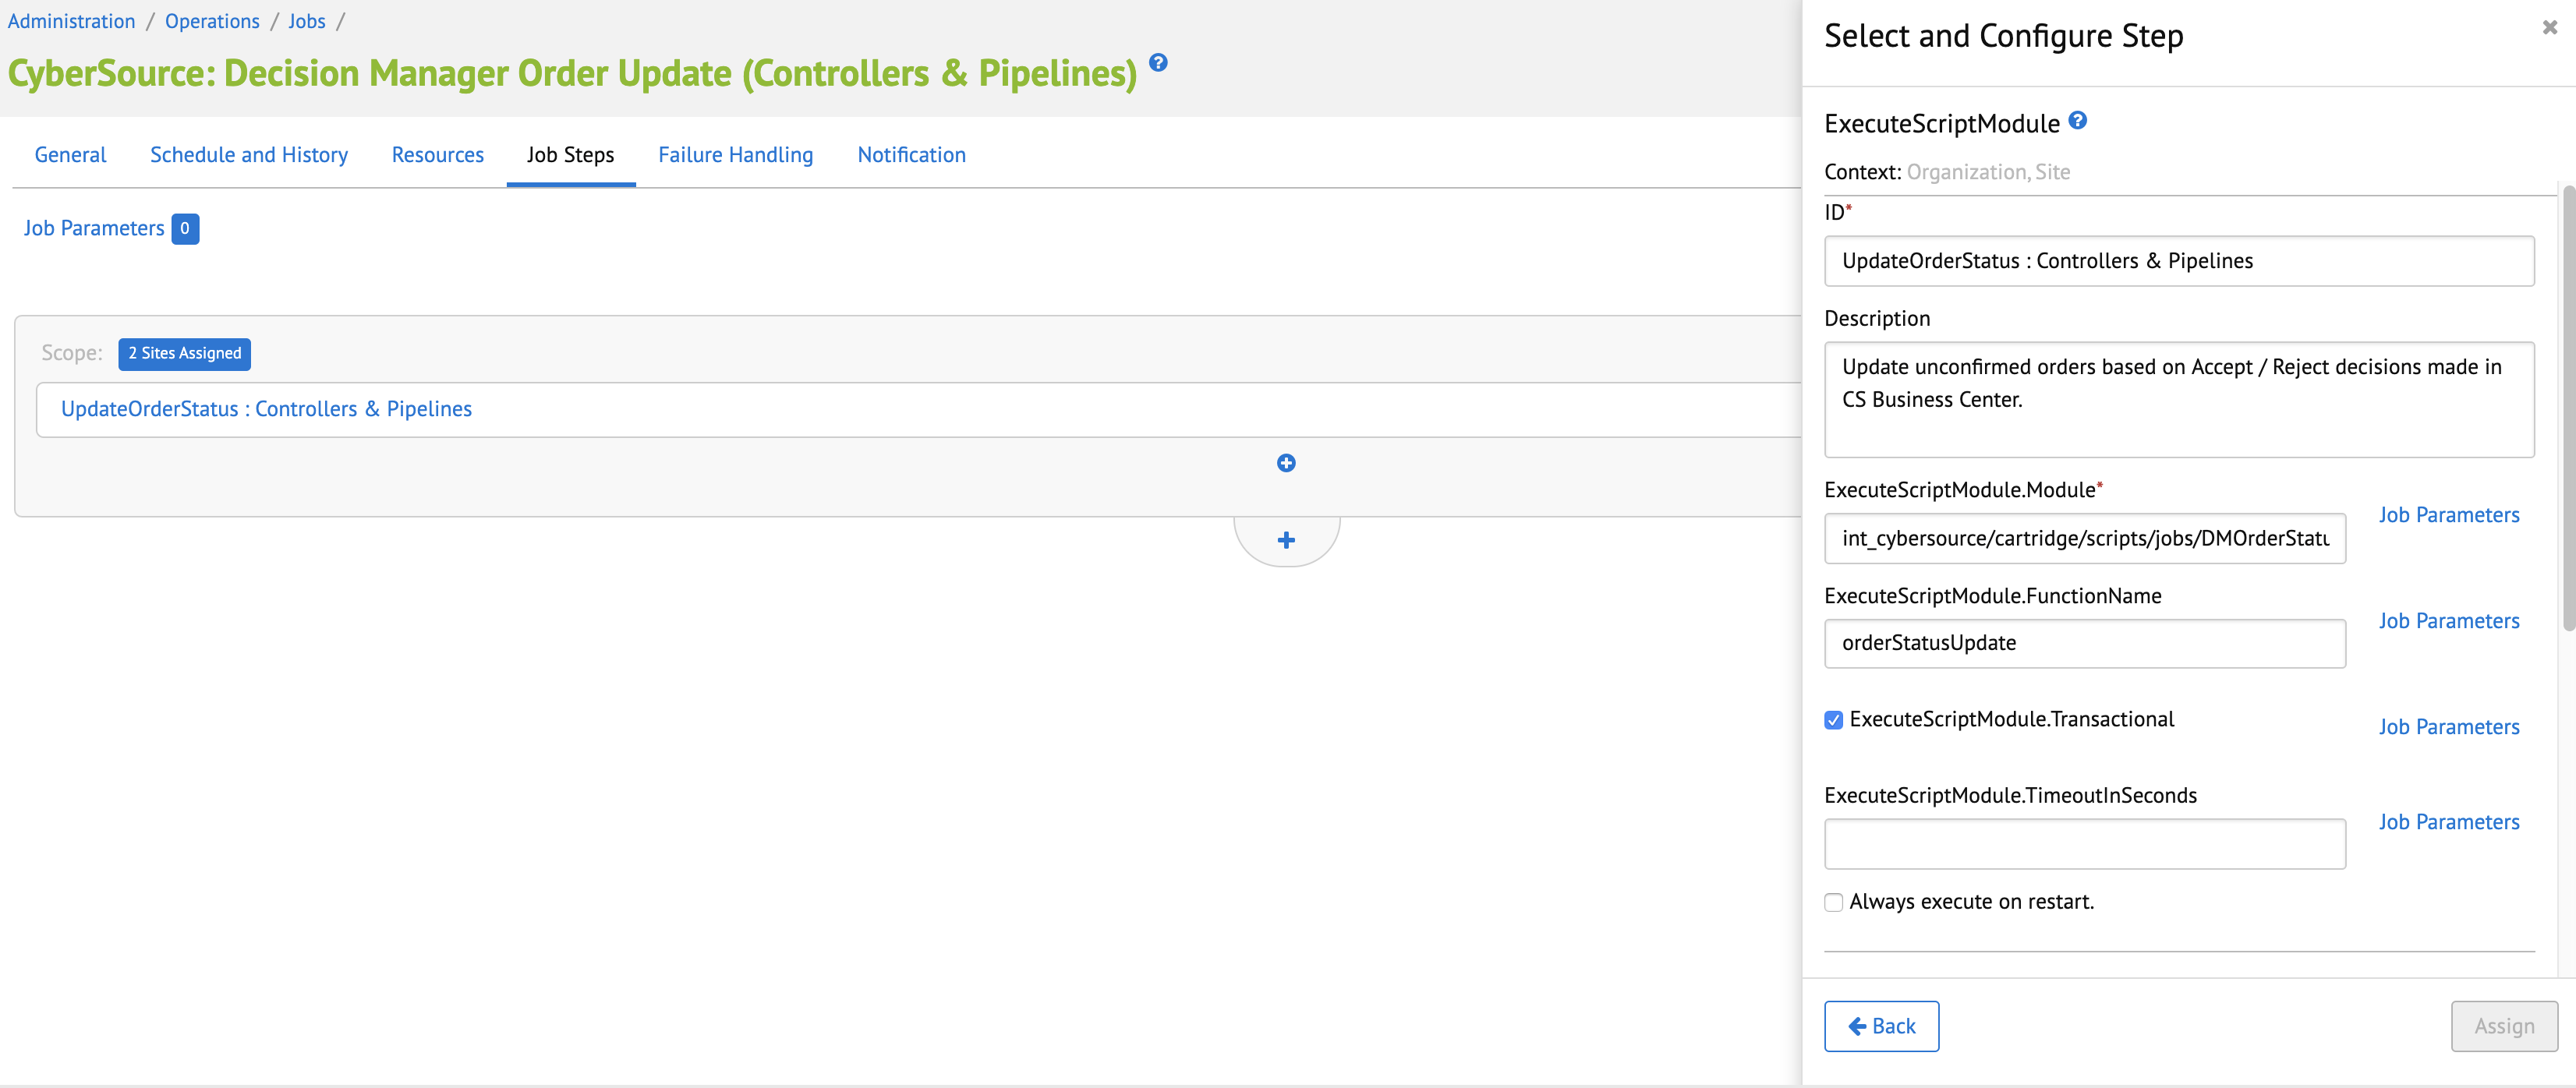 Administration / Operations / Jobs /
CyberSource: Decision Manager Order Update (Controllers & Pipelines) ?
General Schedule and History Resources Job Steps Failure Handling Notification
Job Parameters 0
Scope: 2 Sites Assigned
UpdateOrderStatus : Controllers & Pipelines
Select and Configure Step
ExecuteScriptModule ?
Context: Organization, Site
ID*
UpdateOrderStatus : Controllers & Pipelines
Description
Update unconfirmed orders based on Accept / Reject decisions made in
CS Business Center.
ExecuteScriptModule.Module*
Job Parameters
int_cybersource/cartridge/scripts/jobs/DMOrderStatu
ExecuteScriptModule.FunctionName
Job Parameters
orderStatusUpdate
ExecuteScriptModule.Transactional
Job Parameters
ExecuteScriptModule.TimeoutInSeconds
Job Parameters
Always execute on restart.
Back
Assign